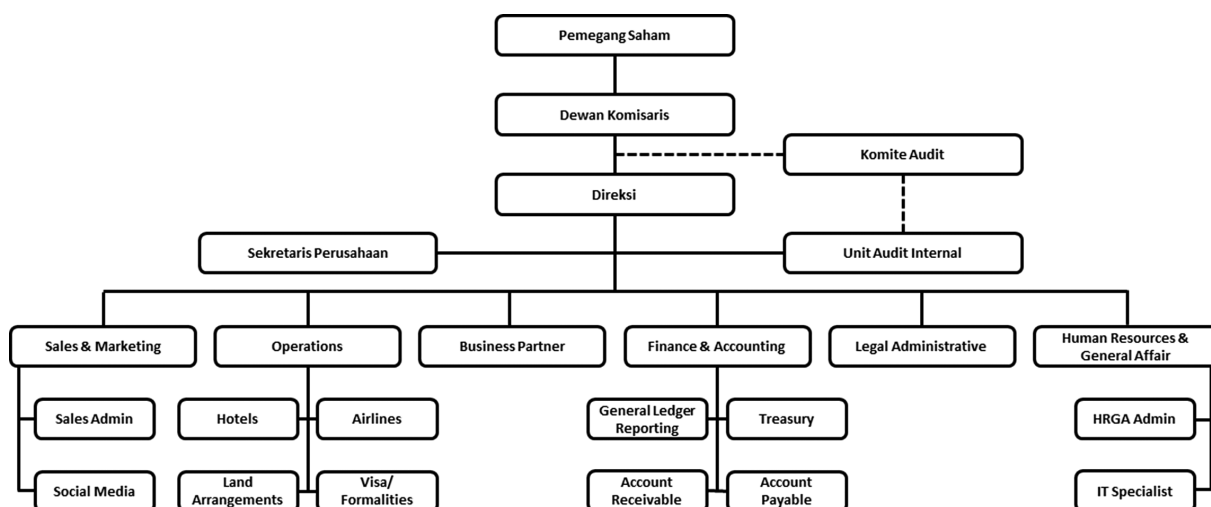 Pemegang Saham
Dewan Komisaris
Komite Audit
Direksi
Sekretaris Perusahaan
Unit Audit Internal
Sales & Marketing
Operations
Business Partner
Finance & Accounting
Legal Administrative
Human Resources &
General Affair
Sales Admin
Hotels
Airlines
General Ledger
Reporting
Treasury
HRGA Admin
Social Media
Land
Arrangements
Visa/
Formalities
Account
Receivable
Account
Payable
IT Specialist